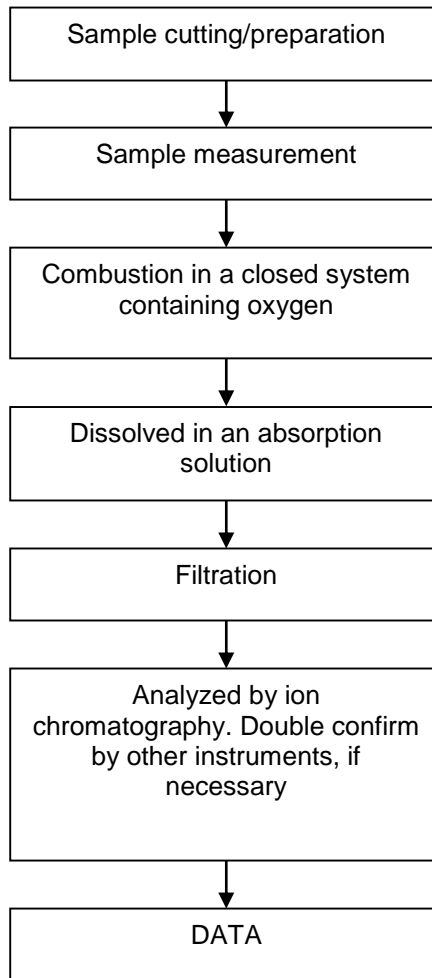 Sample cutting/preparation
Sample measurement
Combustion in a closed system
containing oxygen
Dissolved in an absorption
solution
Filtration
Analyzed by ion
chromatography. Double confirm
by other instruments, if
necessary
DATA